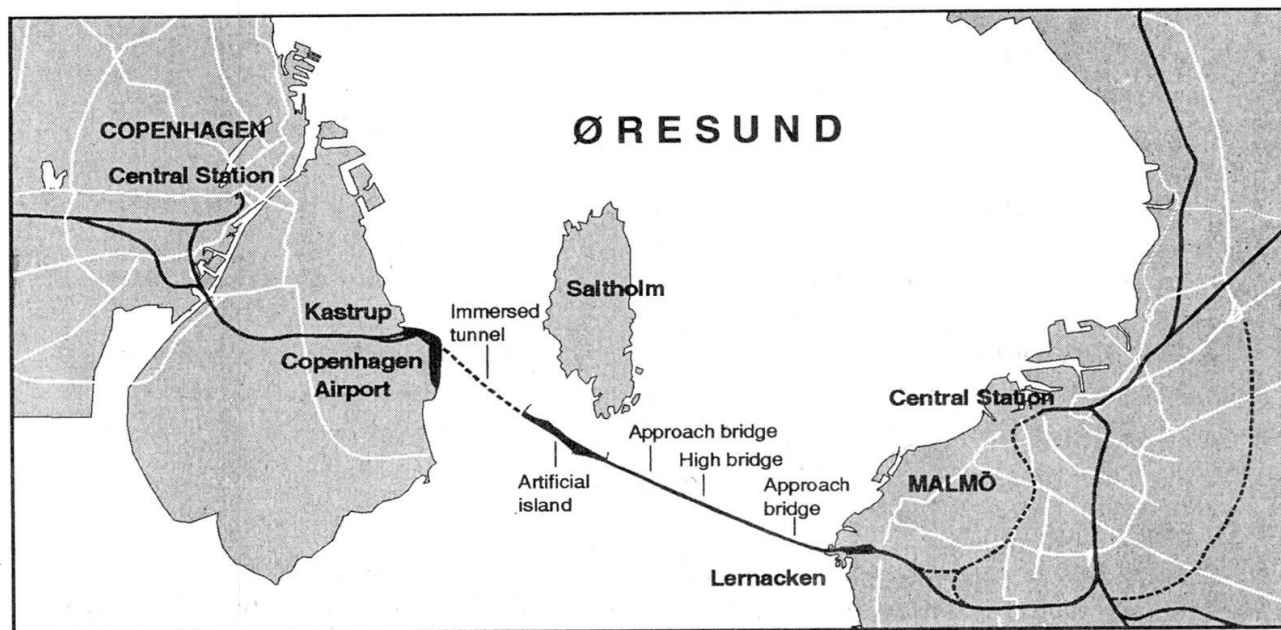 ØRESUND
COPENHAGEN
Central Station
Saltholm
Kastrup
Immersed
tunnel
Copenhagen
Airport
Central Station
Approach bridge
High bridge
Artificial
island
Approach
bridge
MALMÖ
Lernacken